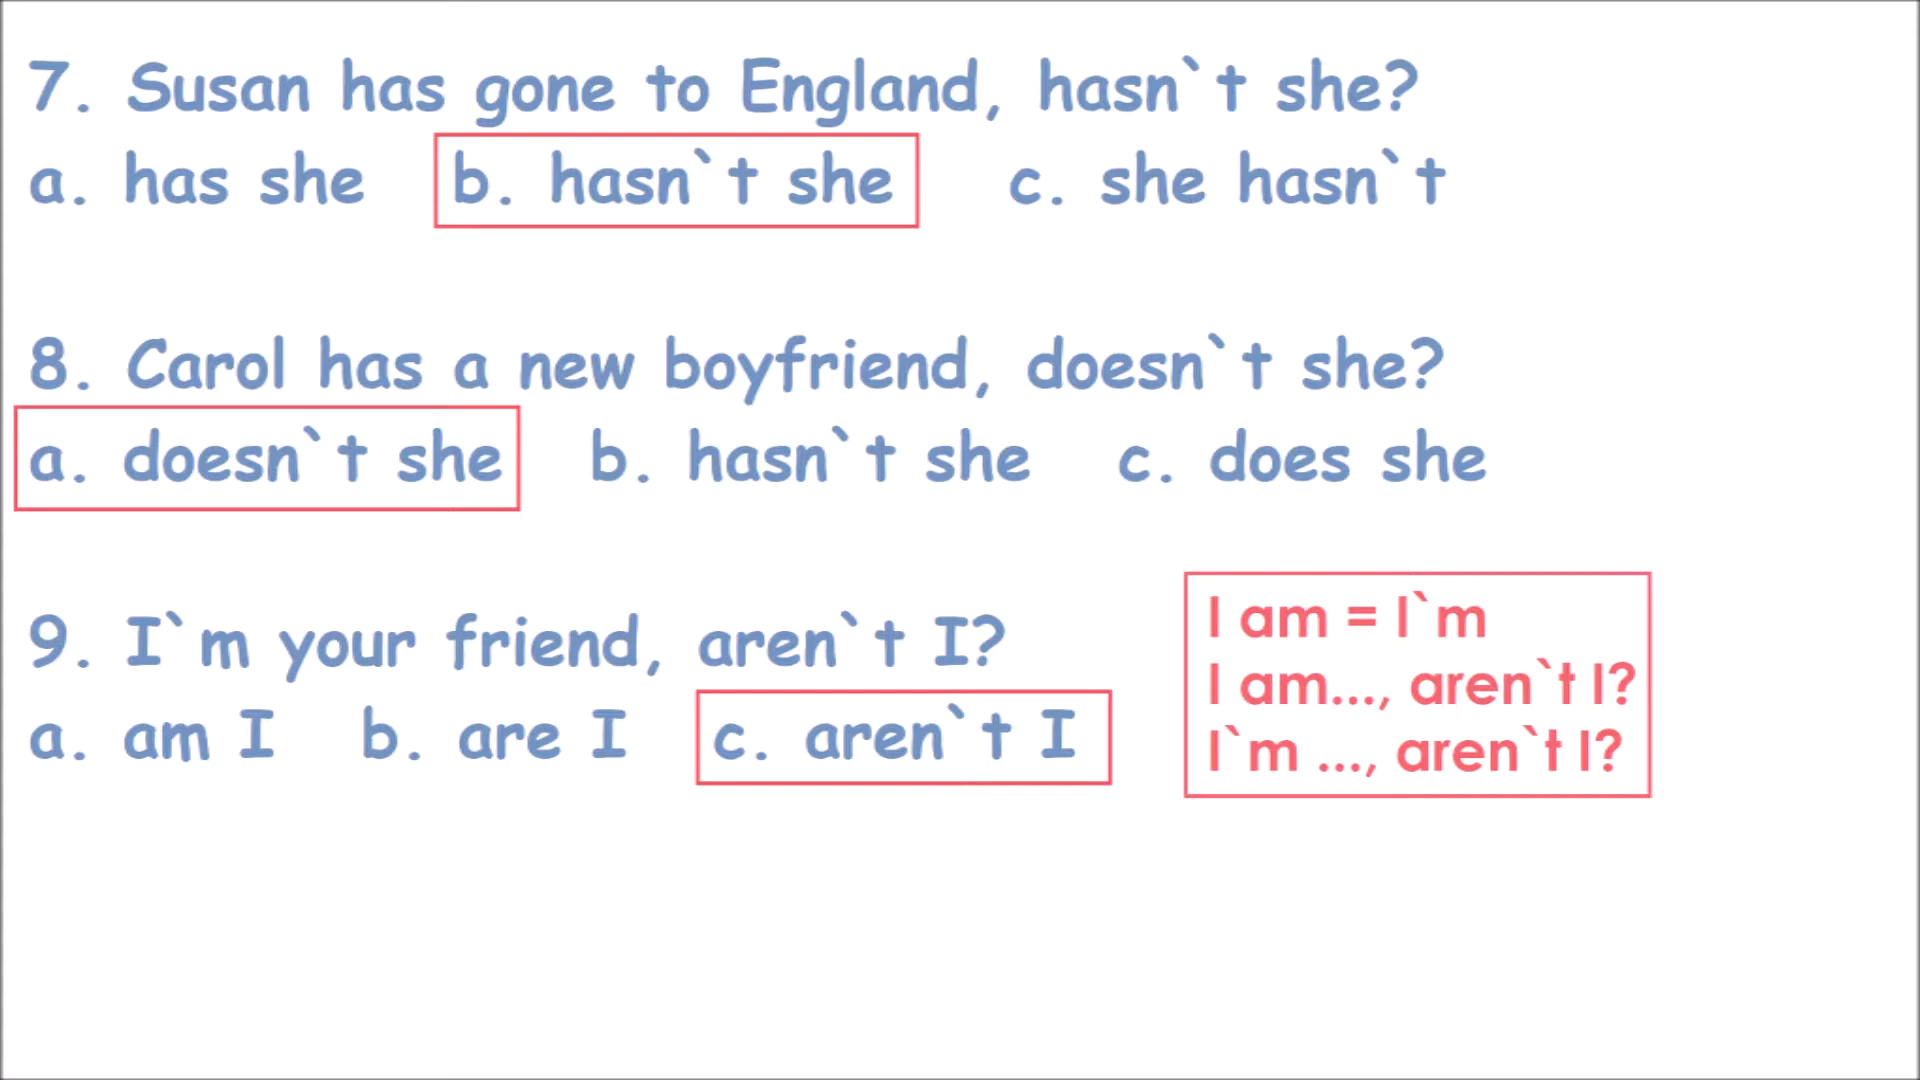 7. Susan has gone to England, hasn`t she?
a. has she b. hasn`t she c. she hasn`t
8. Carol has a new boyfriend, doesn`t she?
a. doesn`t she b. hasn`t she c. does she
9. I`m your friend, aren`t I?
a. am I b. are I c. aren`t I
I am = I`m
I am..., aren`t I?
I`m ..., aren`t I?